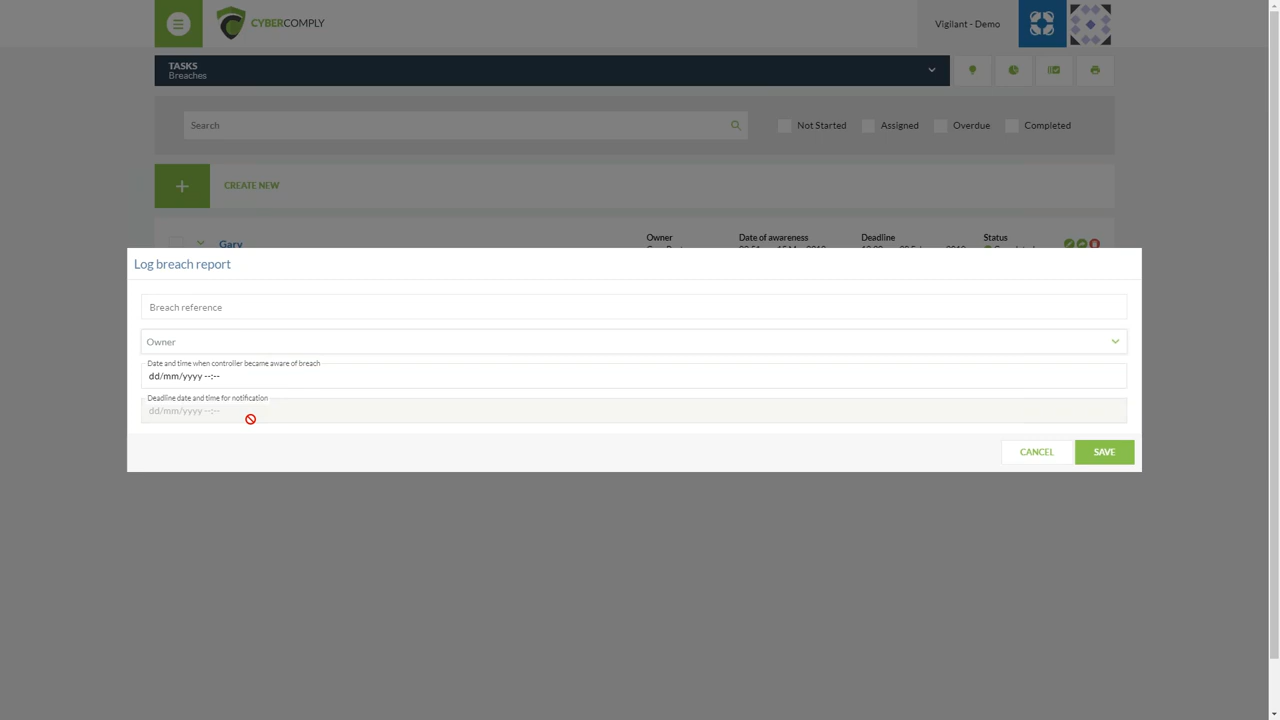 CYBERCOMPLY
Vigilant - Demo
TASKS
Breaches
Search
Not Started
Assigned
Overdue
Completed
CREATE NEW
Gary
Owner
Date of awareness
Deadline
Status
Log breach report
Breach reference
Owner
Date and time when controller became aware of breach
dd/mm/yyyy --:--
Deadline date and time for notification
dd/mm/yyyy --:--
CANCEL
SAVE